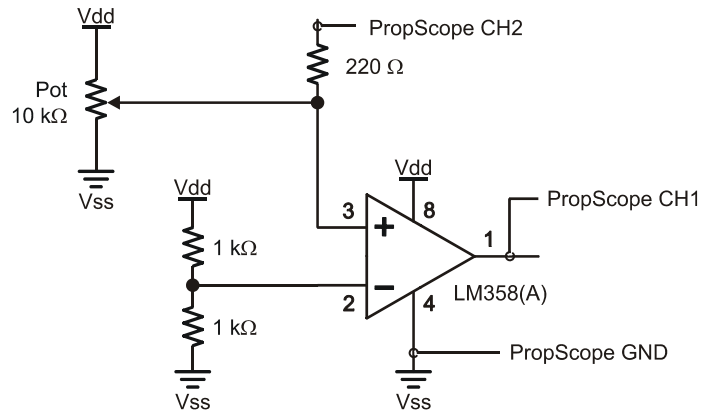 Vdd
PropScope CH2
Pot
10 kΩ
220 Ω
Vss
Vdd
Vdd
1 kΩ
3
8
+
1
PropScope CH1
2
−
4
LM358(A)
1 kΩ
PropScope GND
Vss
Vss